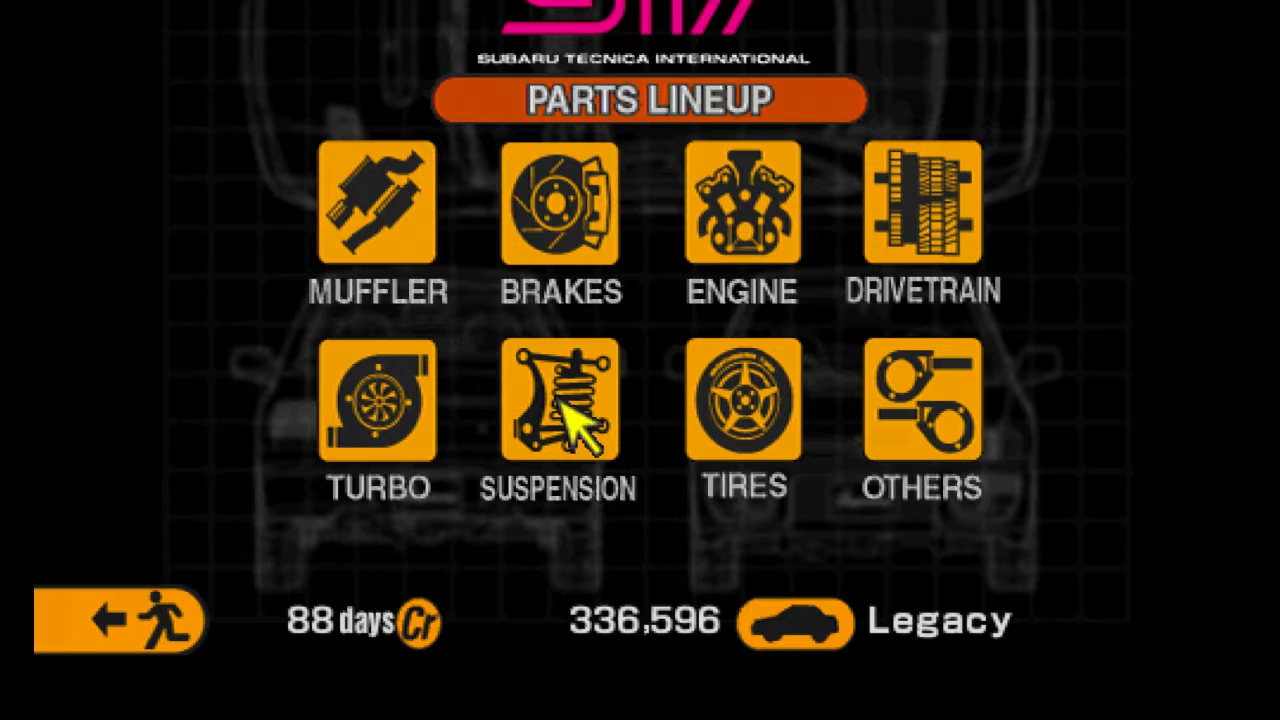 STi
SUBARU TECNICA INTERNATIONAL
PARTS LINEUP
MUFFLER BRAKES ENGINE DRIVETRAIN
TURBO SUSPENSION TIRES OTHERS
88 days Cr 336,596 Legacy